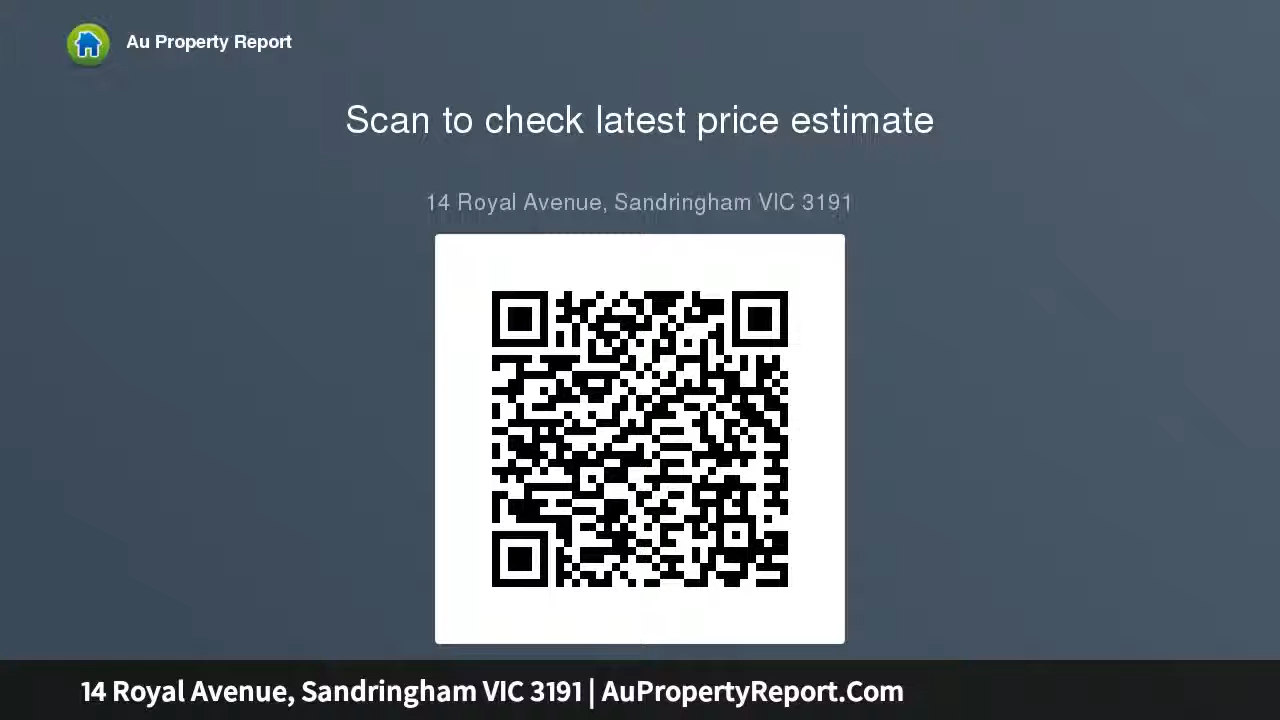 Au Property Report
Scan to check latest price estimate
14 Royal Avenue, Sandringham VIC 3191
14 Royal Avenue, Sandringham VIC 3191 | AuPropertyReport.Com